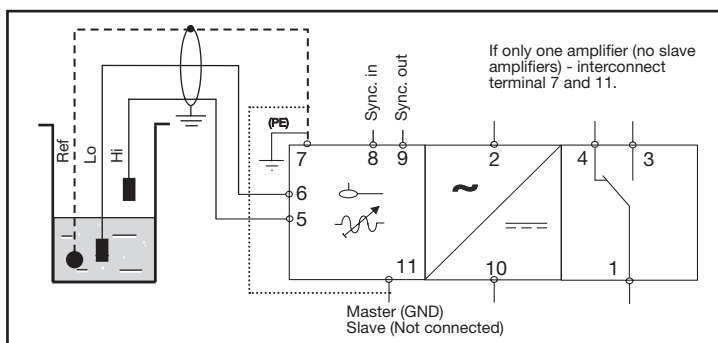 If only one amplifier (no slave
amplifiers) - interconnect
terminal 7 and 11.
Sync. in
Sync. out
(PE)
Ref
Lo
Hi
7
8
9
2
4
3
6
5
~
11
10
1
Master (GND)
Slave (Not connected)